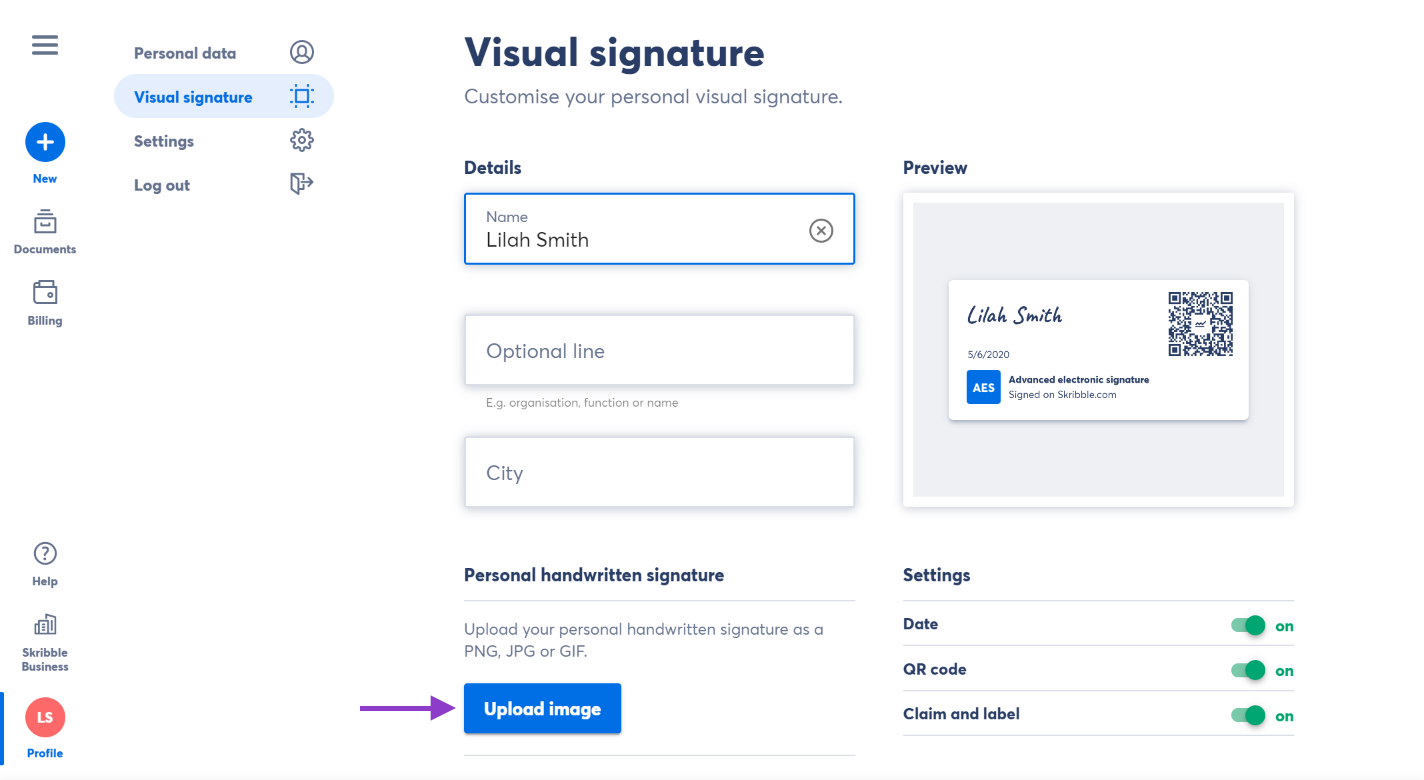 Personal data
Visual signature
Settings
Log out
New
Documents
Billing
Help
Skribble
Business
LS
Profile
Visual signature
Customise your personal visual signature.
Details
Name
Lilah Smith
Optional line
E.g. organisation, function or name
City
Preview
Lilah Smith
5/6/2020
AES
Advanced electronic signature
Signed on Skribble.com
Personal handwritten signature
Upload your personal handwritten signature as a
PNG, JPG or GIF.
Upload image
Settings
Date on
QR code on
Claim and label on